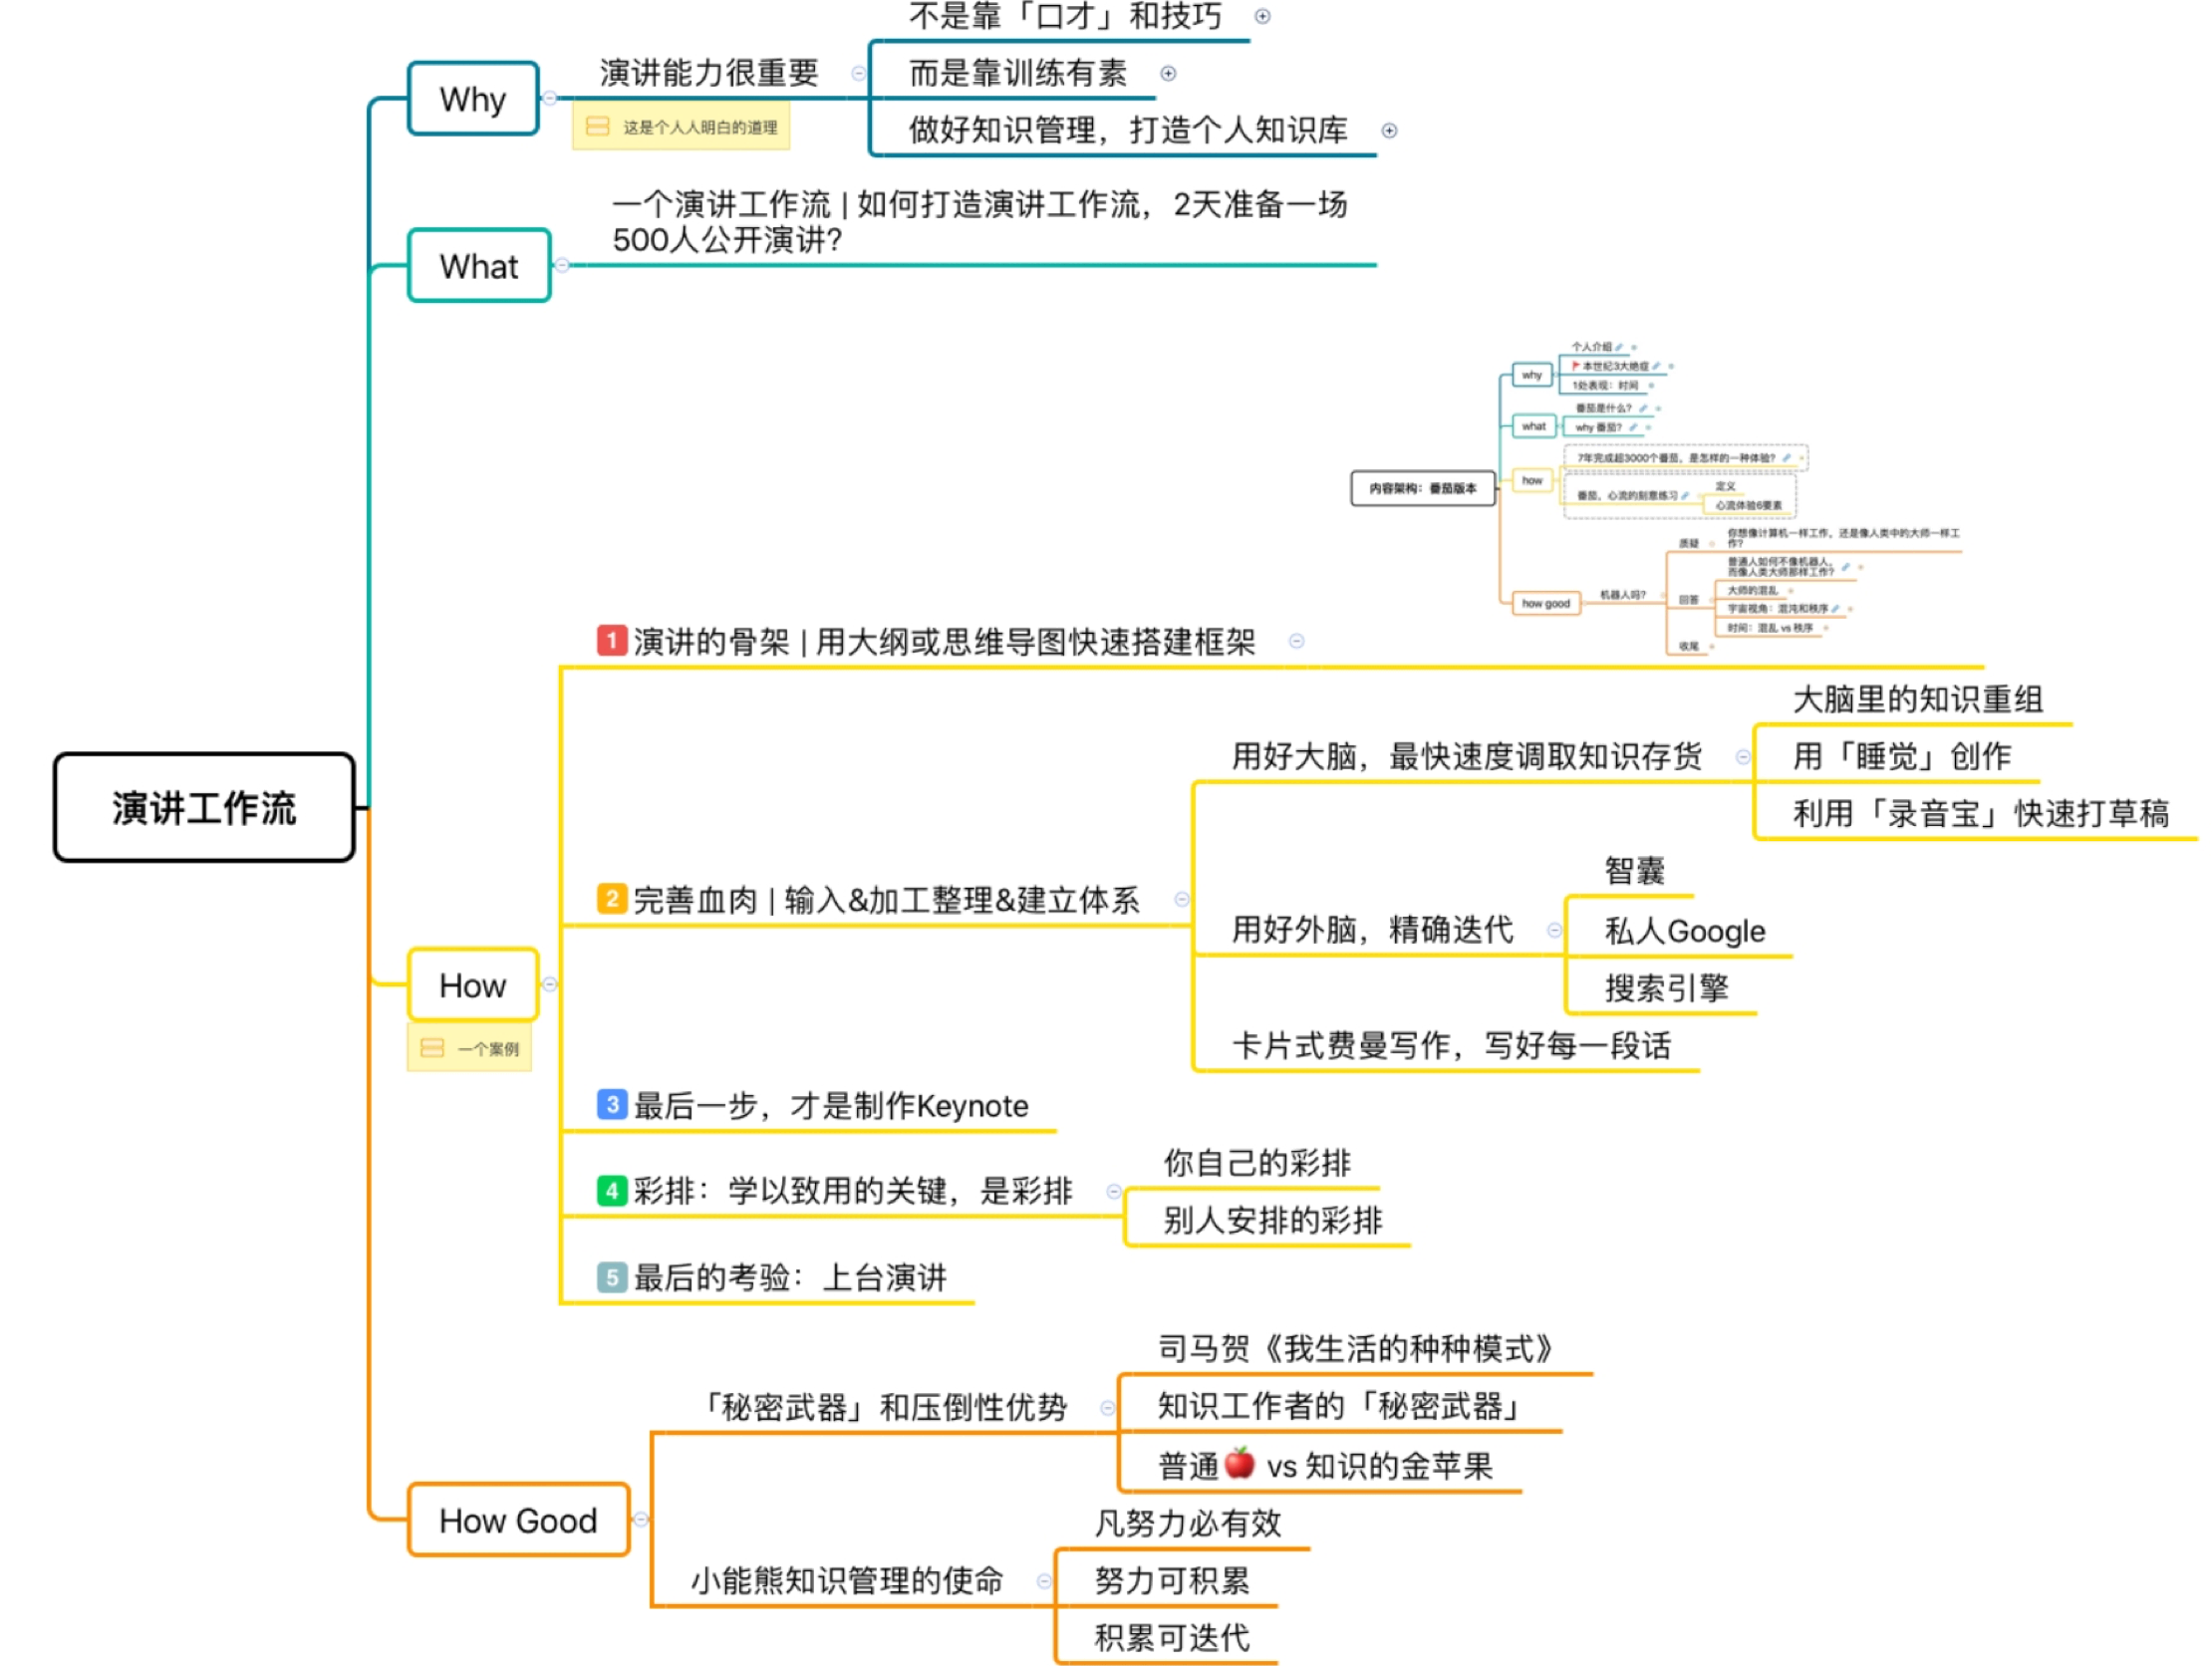 演讲工作流
Why
演讲能力很重要
这是个人人明白的道理
不是靠「口才」和技巧
而是靠训练有素
做好知识管理，打造个人知识库
What
一个演讲工作流 | 如何打造演讲工作流，2天准备一场
500人公开演讲?
How
一个案例
1 演讲的骨架 | 用大纲或思维导图快速搭建框架
内容架构：番茄版本
why
个人介绍
本世纪3大绝症
1处表现：时间
what
番茄是什么？
why 番茄？
how
7年完成超3000个番茄，是怎样的一种体验？
番茄，心流的刻意练习
定义
心流体验6要素
how good
机器人吗？
质疑
你想像计算机一样工作，还是像人类中的大师一样工
作？
回答
普通人如何不像机器人，
而像人类大师那样工作？
大师的混乱
宇宙视角：混沌和秩序
时间：混乱 vs 秩序
收尾
2 完善血肉 | 输入&加工整理&建立体系
用好大脑，最快速度调取知识存货
大脑里的知识重组
用「睡觉」创作
利用「录音宝」快速打草稿
用好外脑，精确迭代
智囊
私人Google
搜索引擎
卡片式费曼写作，写好每一段话
3 最后一步，才是制作Keynote
4 彩排：学以致用的关键，是彩排
你自己的彩排
别人安排的彩排
5 最后的考验：上台演讲
How Good
「秘密武器」和压倒性优势
司马贺《我生活的种种模式》
知识工作者的「秘密武器」
普通🍎 vs 知识的金苹果
小能熊知识管理的使命
凡努力必有效
努力可积累
积累可迭代